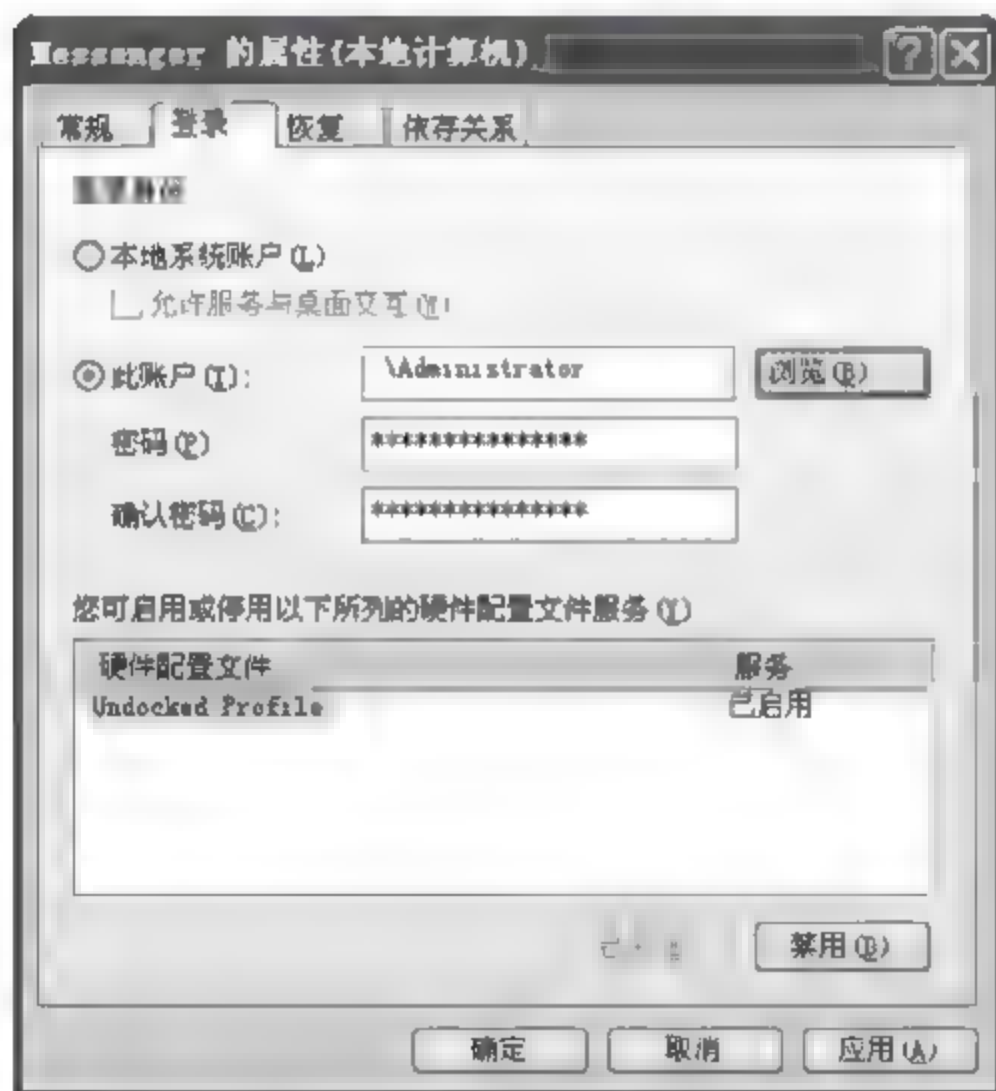 Messenger 的属性(本地计算机)
常规 登录 恢复 依存关系
本地系统账户(L)
允许服务与桌面交互(W)
此账户(T): \Administrator 浏览(B)
密码(P) ***************
确认密码(C): ***************
您可启用或停用以下所列的硬件配置文件服务(Y)
硬件配置文件 服务
Undocked Profile 已启用
禁用(D)
确定 取消 应用(A)